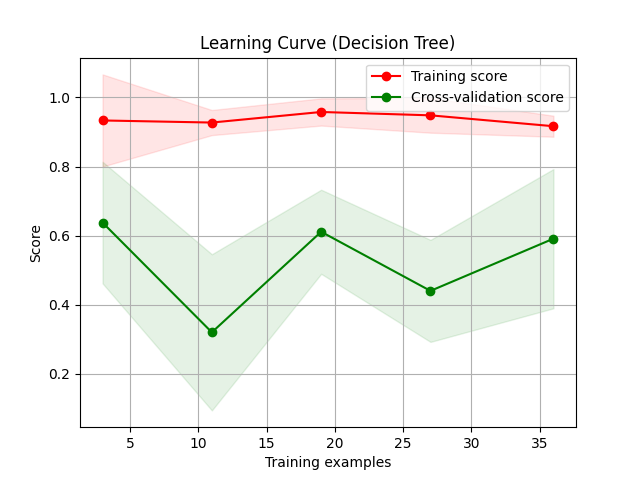 Learning Curve (Decision Tree)
Training score
Cross-validation score
1.0
0.8
0.6
0.4
0.2
Score
5 10 15 20 25 30 35
Training examples